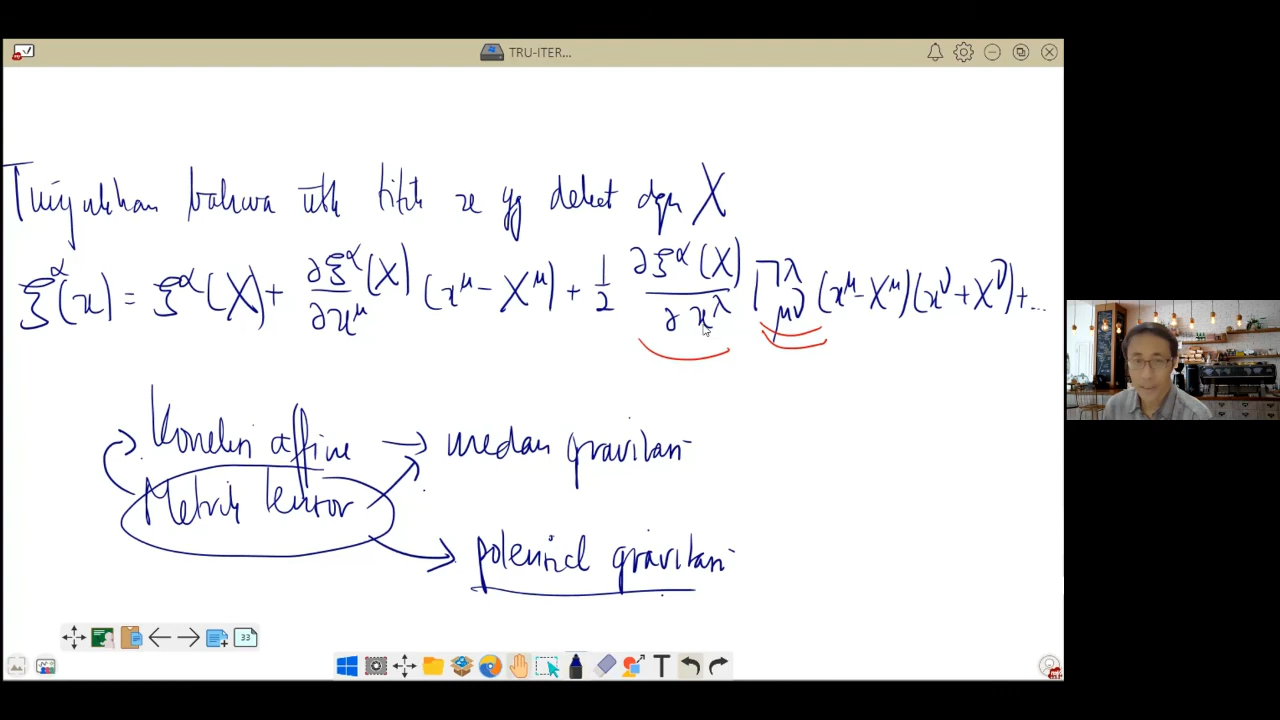 TRU-ITER...
Tunjukkan bahwa utk titik x yg dekat dgn X
ξ^α(x) = ξ^α(X) + ∂ξ^α(X)/∂x^μ (x^μ - X^μ) + 1/2 ∂ξ^α(X)/∂x^λ Γ^λ_μν (x^μ - X^μ)(x^ν + X^ν) + ...
Koneksi affine → medan gravitasi
Metrik tensor
potensial gravitasi
33